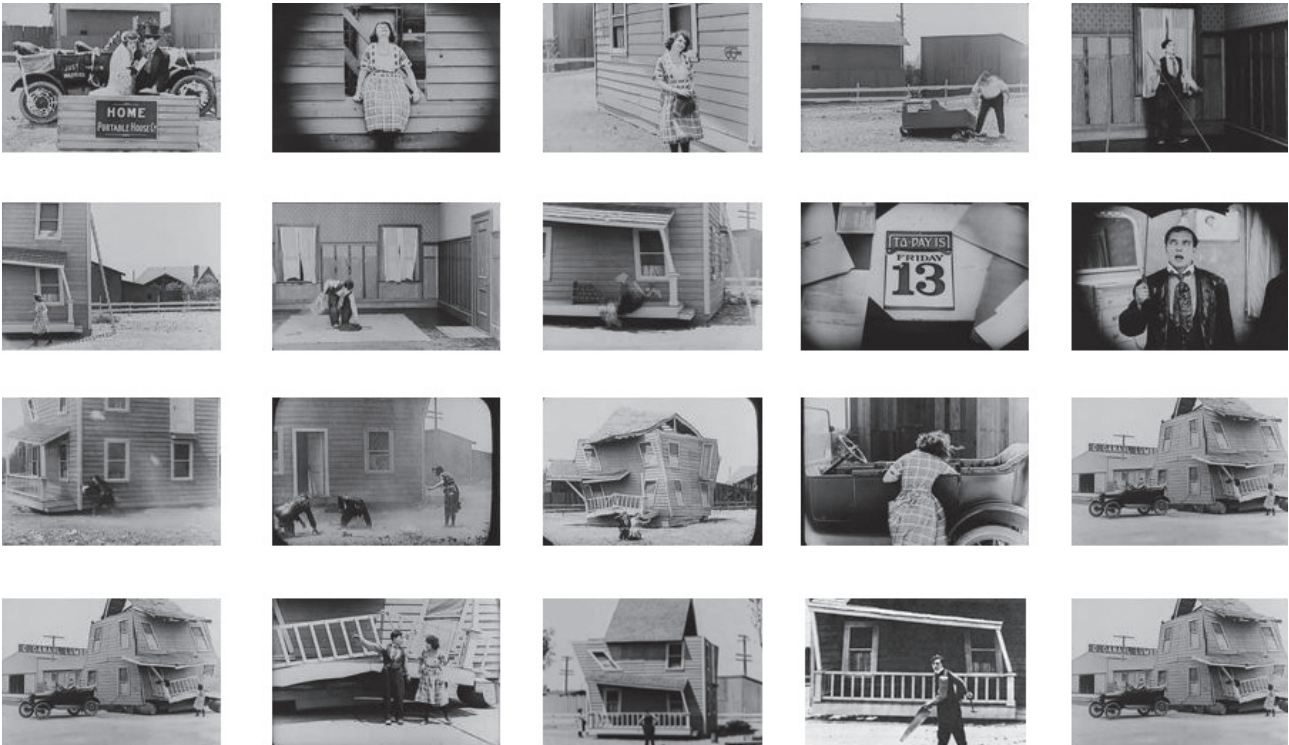 JUST
MARRIED
HOME
PORTABLE HOUSE Co
TO-DAY IS
FRIDAY
13